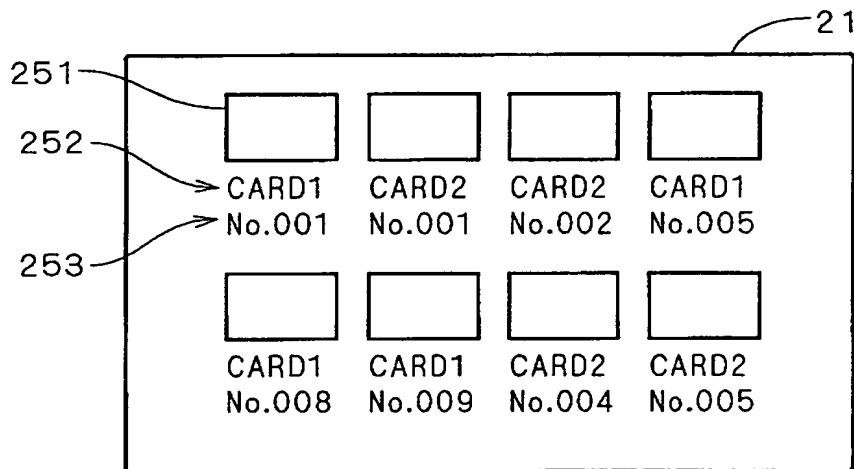 21
251
252
CARD1 CARD2 CARD2 CARD1
No.001 No.001 No.002 No.005
253
CARD1 CARD1 CARD2 CARD2
No.008 No.009 No.004 No.005